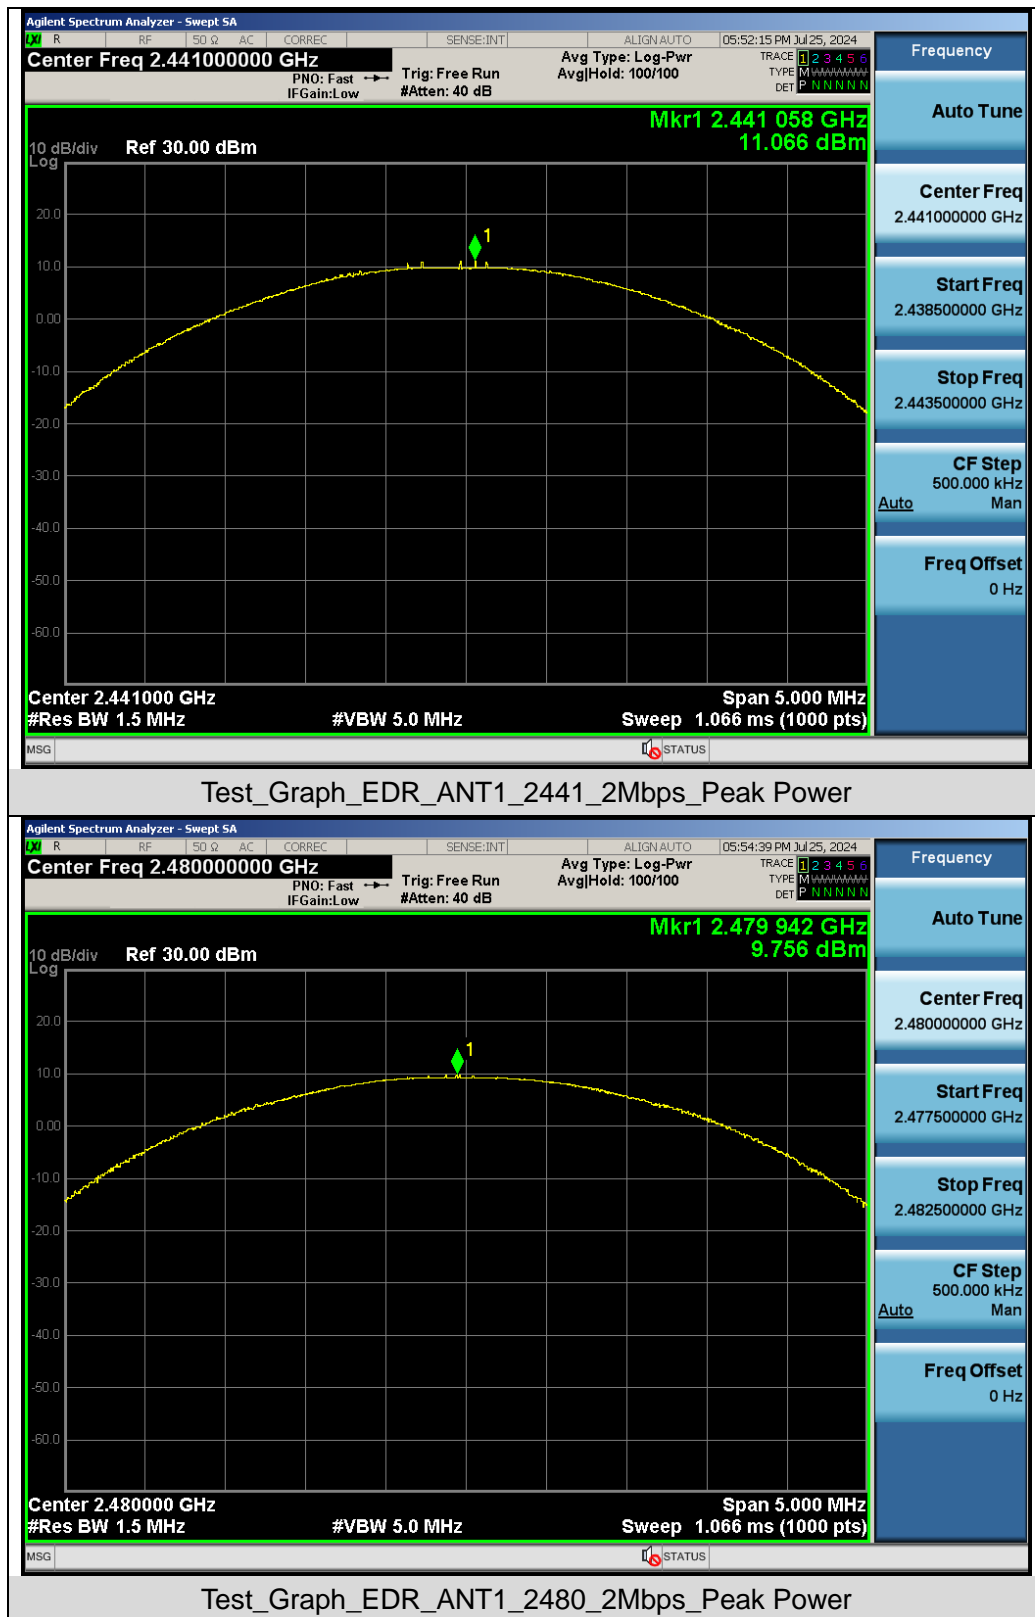 Agilent Spectrum Analyzer - Swept SA
LXI R RF 50 Ω AC CORREC SENSE:INT ALIGN AUTO 05:52:15 PM Jul 25, 2024
Center Freq 2.441000000 GHz
PNO: Fast
IFGain:Low
Trig: Free Run
#Atten: 40 dB
Avg Type: Log-Pwr
Avg|Hold: 100/100
TRACE 1 2 3 4 5 6
TYPE M WWWWW
DET P N N N N N
Mkr1 2.441 058 GHz
11.066 dBm
10 dB/div Ref 30.00 dBm
Log
1
20.0
10.0
0.00
-10.0
-20.0
-30.0
-40.0
-50.0
-60.0
Center 2.441000 GHz Span 5.000 MHz
#Res BW 1.5 MHz #VBW 5.0 MHz Sweep 1.066 ms (1000 pts)
MSG STATUS
Frequency
Auto Tune
Center Freq
2.441000000 GHz
Start Freq
2.438500000 GHz
Stop Freq
2.443500000 GHz
CF Step
500.000 kHz
Auto Man
Freq Offset
0 Hz
Test_Graph_EDR_ANT1_2441_2Mbps_Peak Power
Agilent Spectrum Analyzer - Swept SA
LXI R RF 50 Ω AC CORREC SENSE:INT ALIGN AUTO 05:54:39 PM Jul 25, 2024
Center Freq 2.480000000 GHz
PNO: Fast
IFGain:Low
Trig: Free Run
#Atten: 40 dB
Avg Type: Log-Pwr
Avg|Hold: 100/100
TRACE 1 2 3 4 5 6
TYPE M WWWWW
DET P N N N N N
Mkr1 2.479 942 GHz
9.756 dBm
10 dB/div Ref 30.00 dBm
Log
1
20.0
10.0
0.00
-10.0
-20.0
-30.0
-40.0
-50.0
-60.0
Center 2.480000 GHz Span 5.000 MHz
#Res BW 1.5 MHz #VBW 5.0 MHz Sweep 1.066 ms (1000 pts)
MSG STATUS
Frequency
Auto Tune
Center Freq
2.480000000 GHz
Start Freq
2.477500000 GHz
Stop Freq
2.482500000 GHz
CF Step
500.000 kHz
Auto Man
Freq Offset
0 Hz
Test_Graph_EDR_ANT1_2480_2Mbps_Peak Power